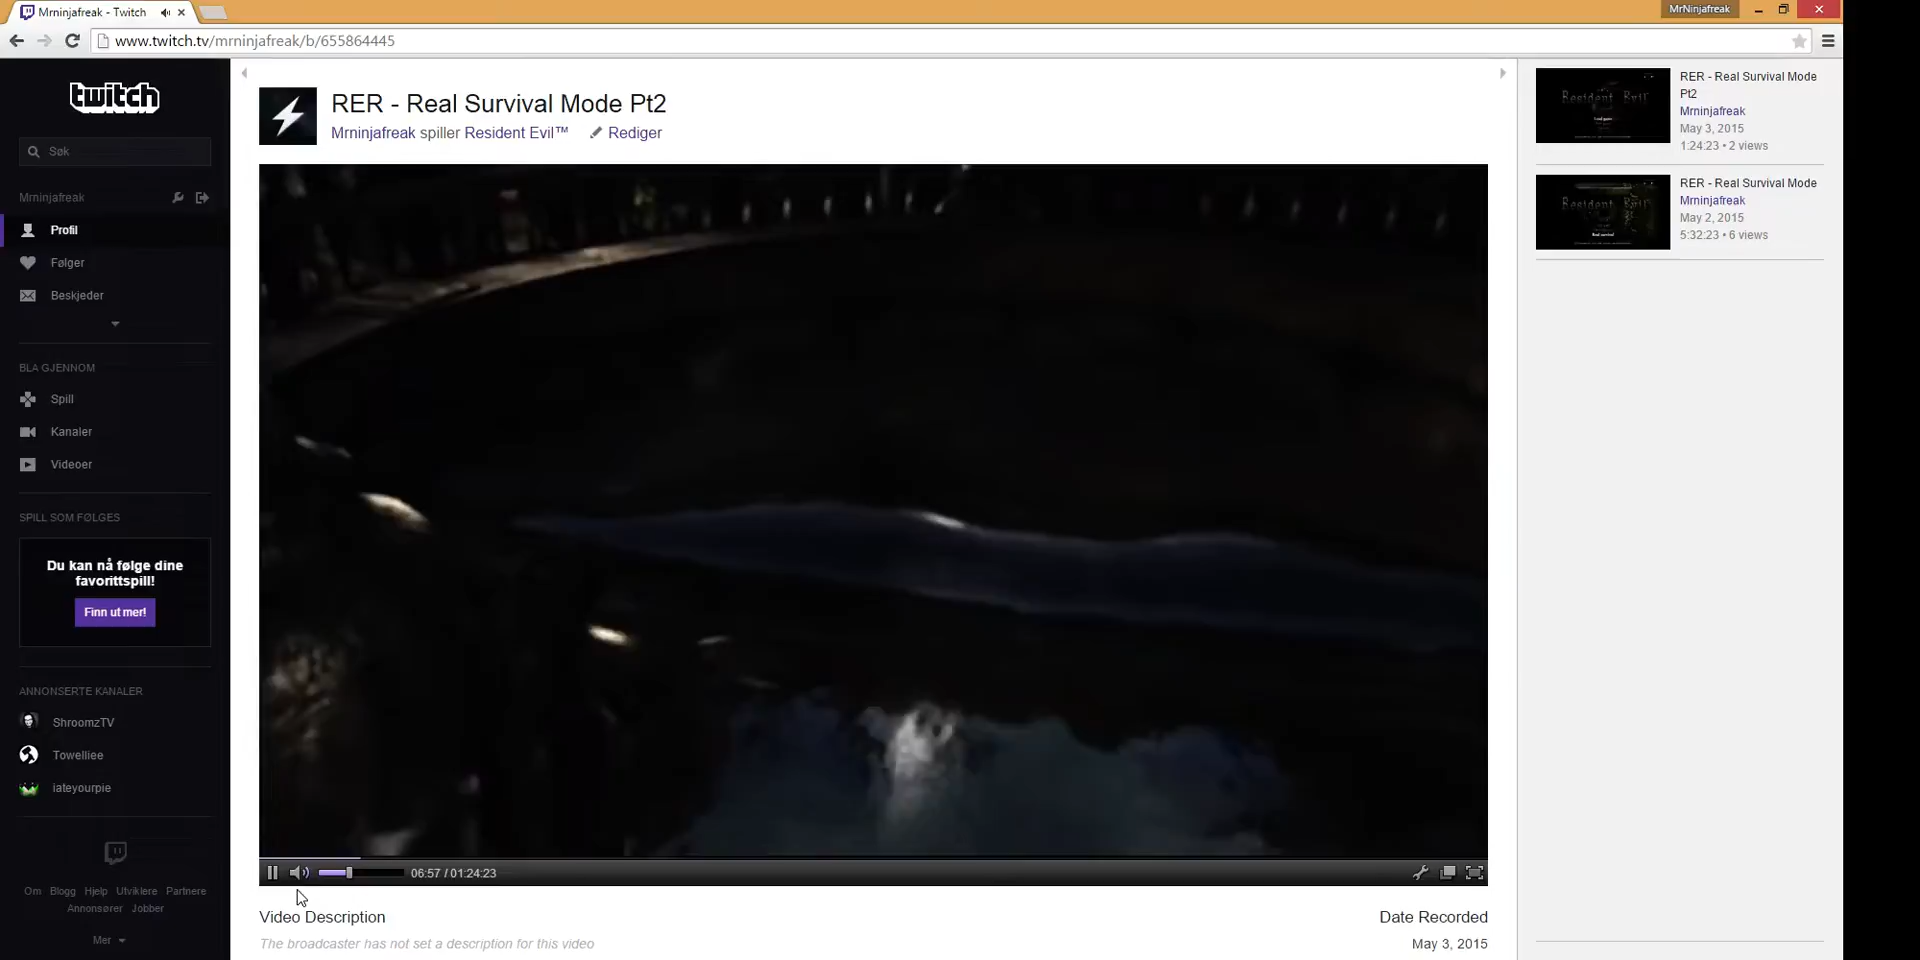 Mrninjafreak - Twitch
MrNinjafreak
www.twitch.tv/mrninjafreak/b/655864445
twitch
Søk
Mrninjafreak
Profil
Følger
Beskjeder
BLA GJENNOM
Spill
Kanaler
Videoer
SPILL SOM FØLGES
Du kan nå følge dine
favorittspill!
Finn ut mer!
ANNONSERTE KANALER
ShroomzTV
Towelliee
iateyourpie
Om Blogg Hjelp Utviklere Partnere
Annonsører Jobber
Mer
RER - Real Survival Mode Pt2
Mrninjafreak spiller Resident Evil™ Rediger
06:57 / 01:24:23
Video Description
The broadcaster has not set a description for this video
Date Recorded
May 3, 2015
Resident Evil
RER - Real Survival Mode
Pt2
Mrninjafreak
May 3, 2015
1:24:23 • 2 views
Resident Evil
RER - Real Survival Mode
Mrninjafreak
May 2, 2015
5:32:23 • 6 views